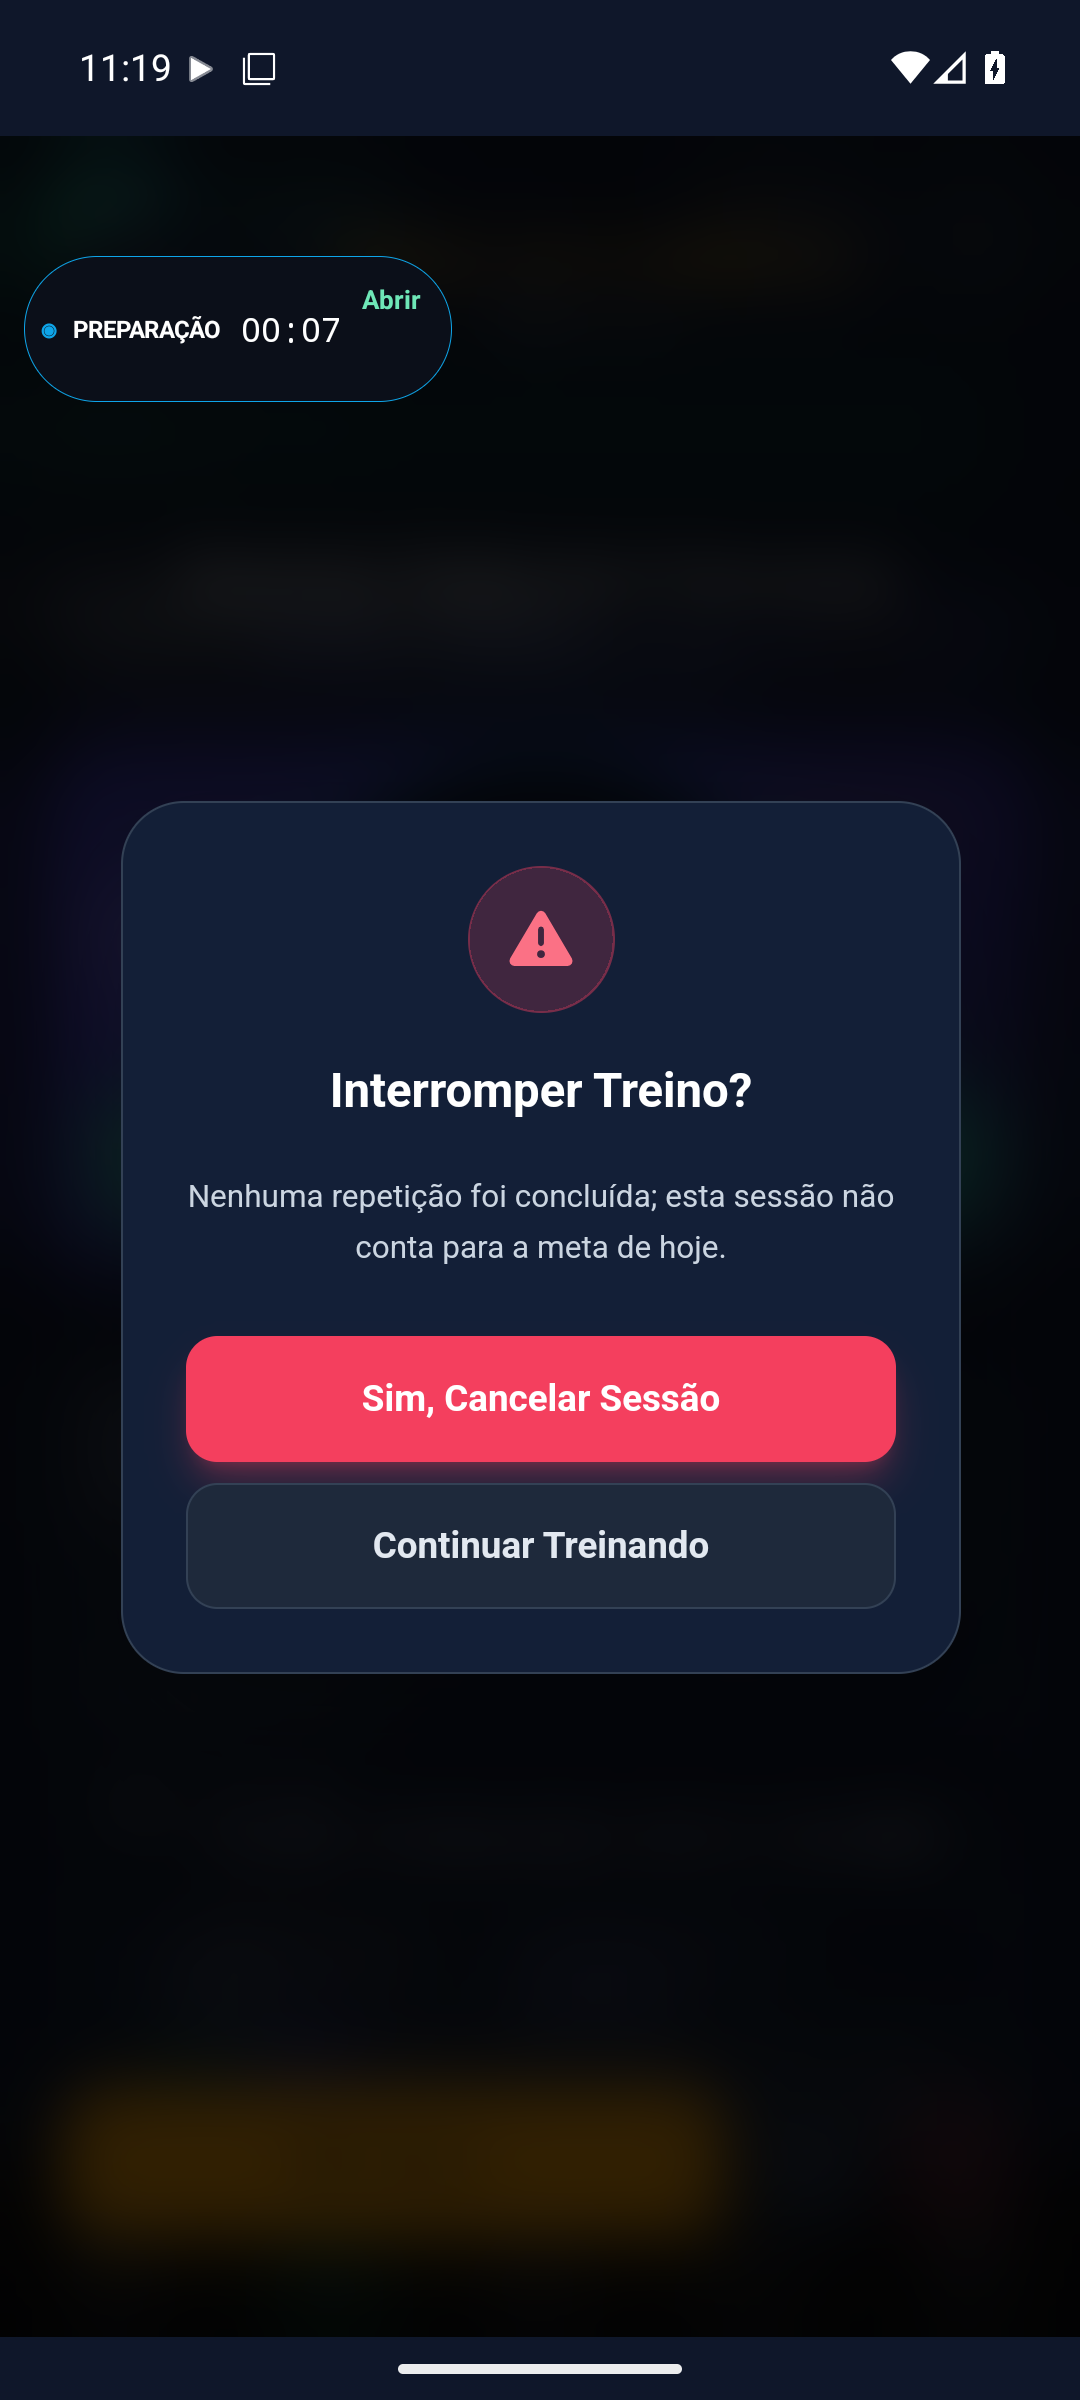 11:19
Abrir
PREPARAÇÃO 00:07
Interromper Treino?
Nenhuma repetição foi concluída; esta sessão não
conta para a meta de hoje.
Sim, Cancelar Sessão
Continuar Treinando